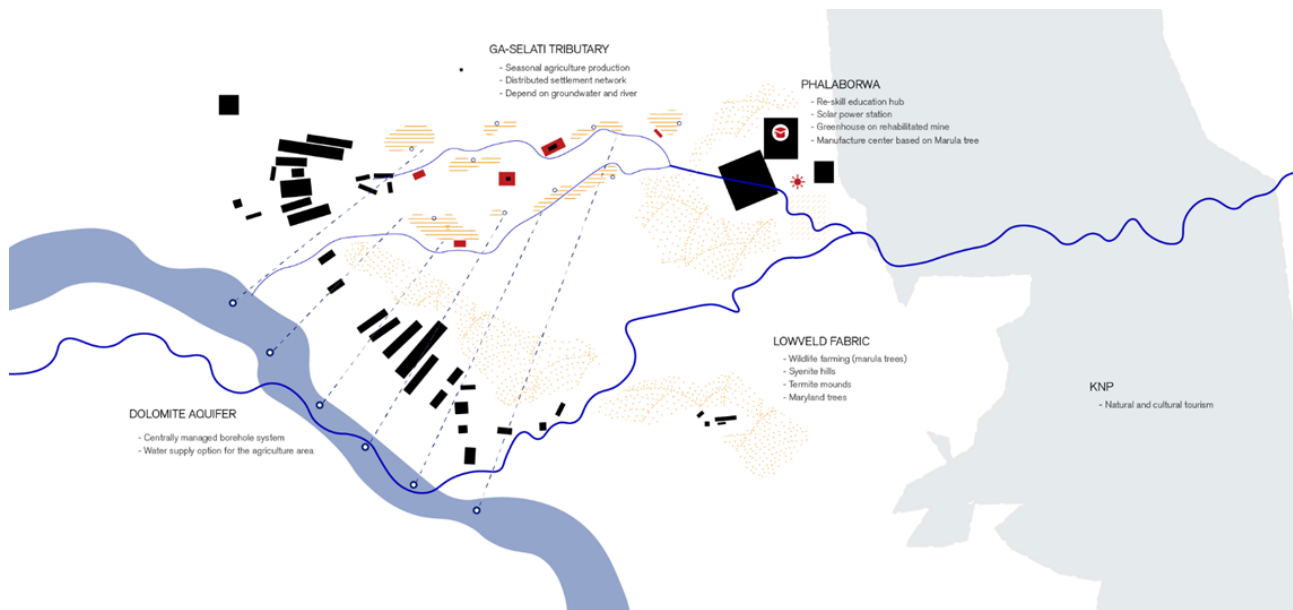 GA-SELATI TRIBUTARY
- Seasonal agriculture production
- Distributed settlement network
- Depend on groundwater and river
PHALABORWA
- Re-skill education hub
- Solar power station
- Greenhouse on rehabilitated mine
- Manufacture center based on Marula tree
LOWVELD FABRIC
- Wildlife farming (marula trees)
- Syenite hills
- Termite mounds
- Maryland trees
KNP
- Natural and cultural tourism
DOLOMITE AQUIFER
- Centrally managed borehole system
- Water supply option for the agriculture area